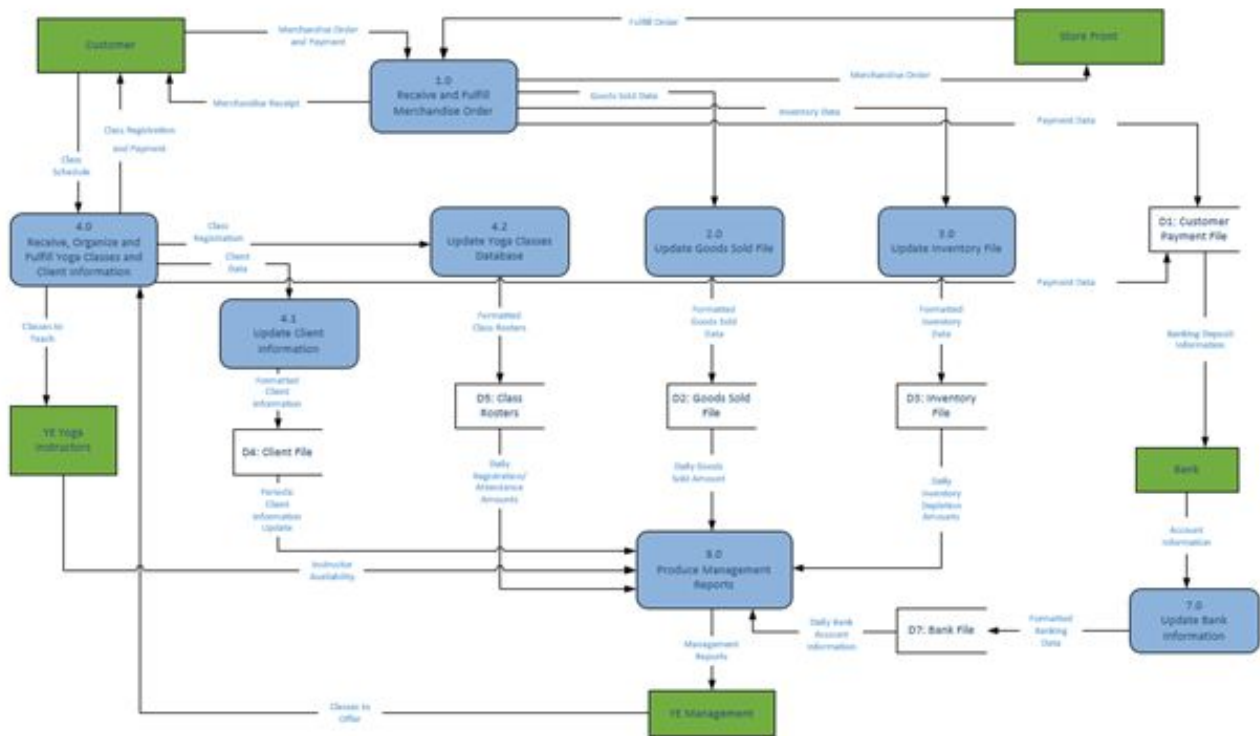 Customer
Merchandise Order
and Payment
Fulfill Order
Store Front
1.0
Receive and Fulfill
Merchandise Order
Merchandise Order
Merchandise Receipt
Goods Sold Data
Inventory Data
Payment Data
Class Registration
and Payment
Class
Schedule
4.0
Receive, Organize and
Fulfill Yoga Classes and
Client Information
Class
Registration
Client
Data
4.2
Update Yoga Classes
Database
2.0
Update Goods Sold File
3.0
Update Inventory File
D1: Customer
Payment File
Payment Data
Classes to
Teach
4.1
Update Client
Information
Formatted
Class Rosters
Formatted
Goods Sold
Data
Formatted
Inventory
Data
Banking Deposit
Information
Formatted
Client
Information
D5: Class
Rosters
D2: Goods Sold
File
D3: Inventory
File
YE Yoga
Instructors
D4: Client File
Daily
Registration/
Attendance
Amounts
Daily Goods
Sold Amount
Daily
Inventory
Depletion
Amounts
Bank
Periodic
Client
Information
Update
Account
Information
Instructor
Availability
Produce Management
Reports
7.0
Update Bank
Information
Daily Bank
Account
Information
D7: Bank File
Formatted
Banking
Data
Management
Reports
Classes to
Offer
YE Management